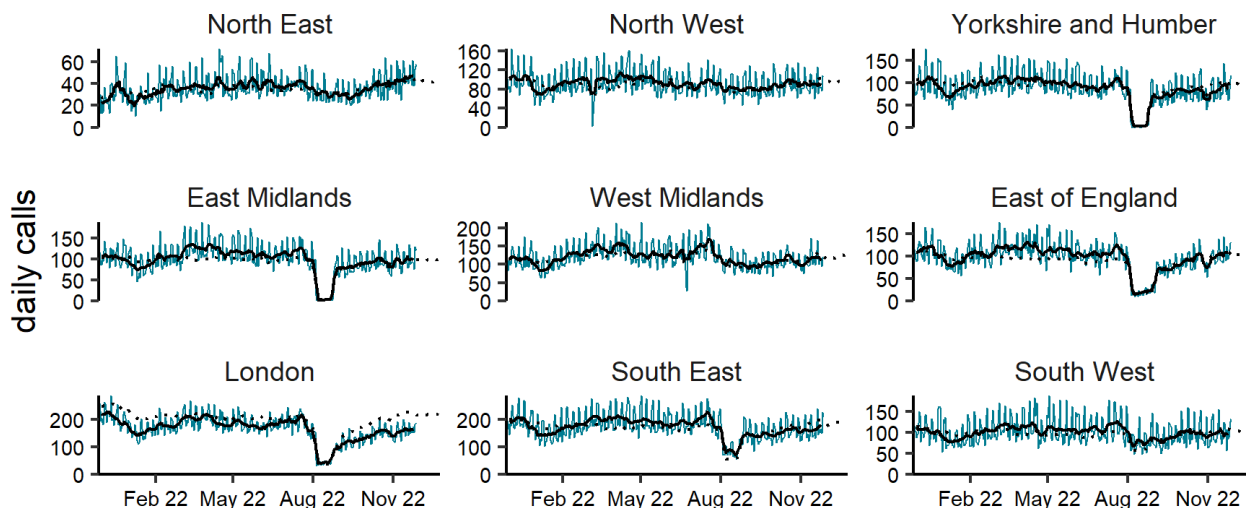 North East North West Yorkshire and Humber
60 40 20 0
160 120 80 40 0
150 100 50 0
daily calls
East Midlands West Midlands East of England
150 100 50 0
200 150 100 50 0
150 100 50 0
London South East South West
200 100 0
200 100 0
150 100 50 0
Feb 22 May 22 Aug 22 Nov 22 Feb 22 May 22 Aug 22 Nov 22 Feb 22 May 22 Aug 22 Nov 22